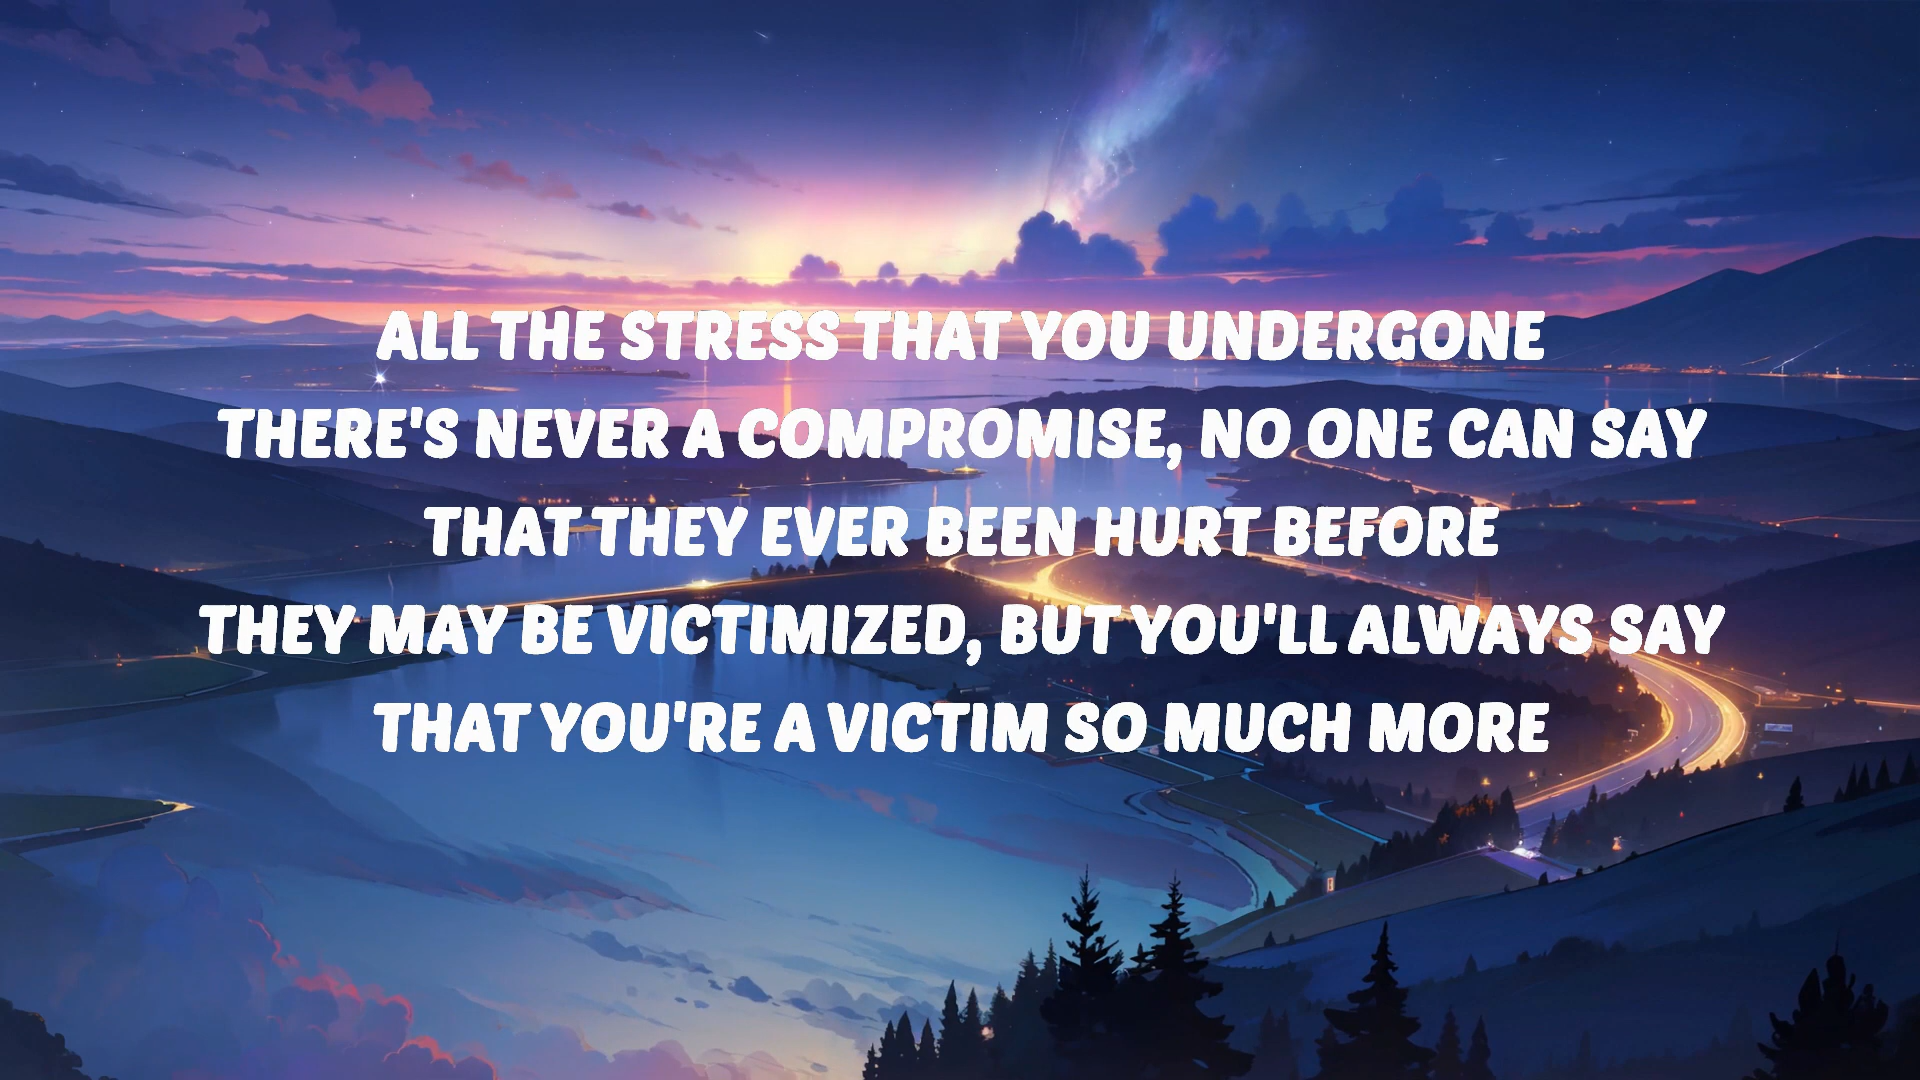 ALL THE STRESS THAT YOU UNDERGONE
THERE'S NEVER A COMPROMISE, NO ONE CAN SAY
THAT THEY EVER BEEN HURT BEFORE
THEY MAY BE VICTIMIZED, BUT YOU'LL ALWAYS SAY
THAT YOU'RE A VICTIM SO MUCH MORE